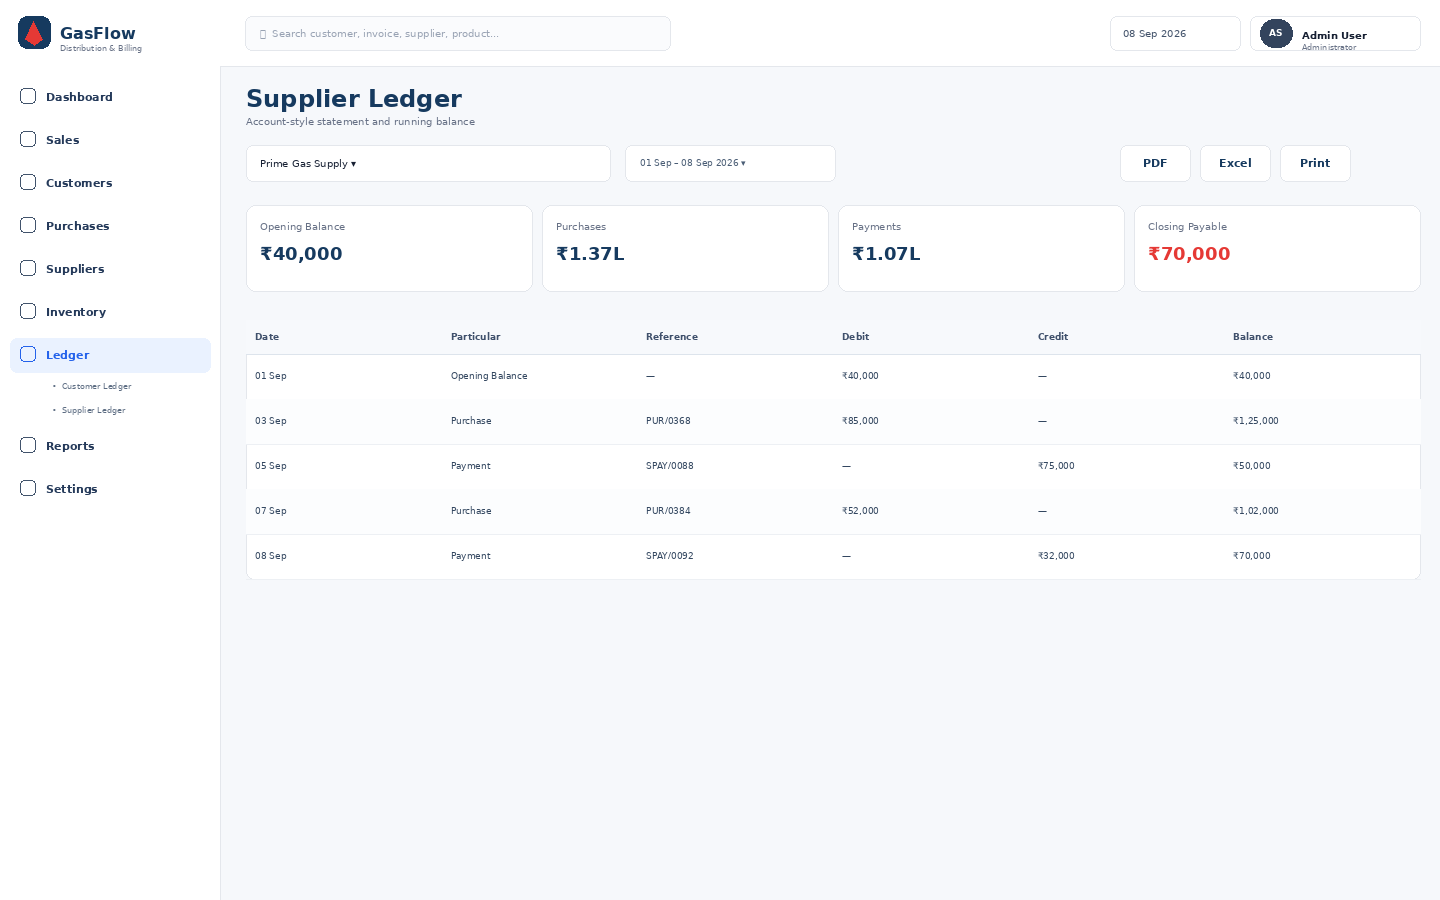 GasFlow
Distribution & Billing
Search customer, invoice, supplier, product...
08 Sep 2026
AS
Admin User
Administrator
Dashboard
Sales
Customers
Purchases
Suppliers
Inventory
Ledger
• Customer Ledger
• Supplier Ledger
Reports
Settings
Supplier Ledger
Account-style statement and running balance
Prime Gas Supply ▾
01 Sep – 08 Sep 2026 ▾
PDF
Excel
Print
Opening Balance
₹40,000
Purchases
₹1.37L
Payments
₹1.07L
Closing Payable
₹70,000
Date Particular Reference Debit Credit Balance
01 Sep Opening Balance — ₹40,000 — ₹40,000
03 Sep Purchase PUR/0368 ₹85,000 — ₹1,25,000
05 Sep Payment SPAY/0088 — ₹75,000 ₹50,000
07 Sep Purchase PUR/0384 ₹52,000 — ₹1,02,000
08 Sep Payment SPAY/0092 — ₹32,000 ₹70,000